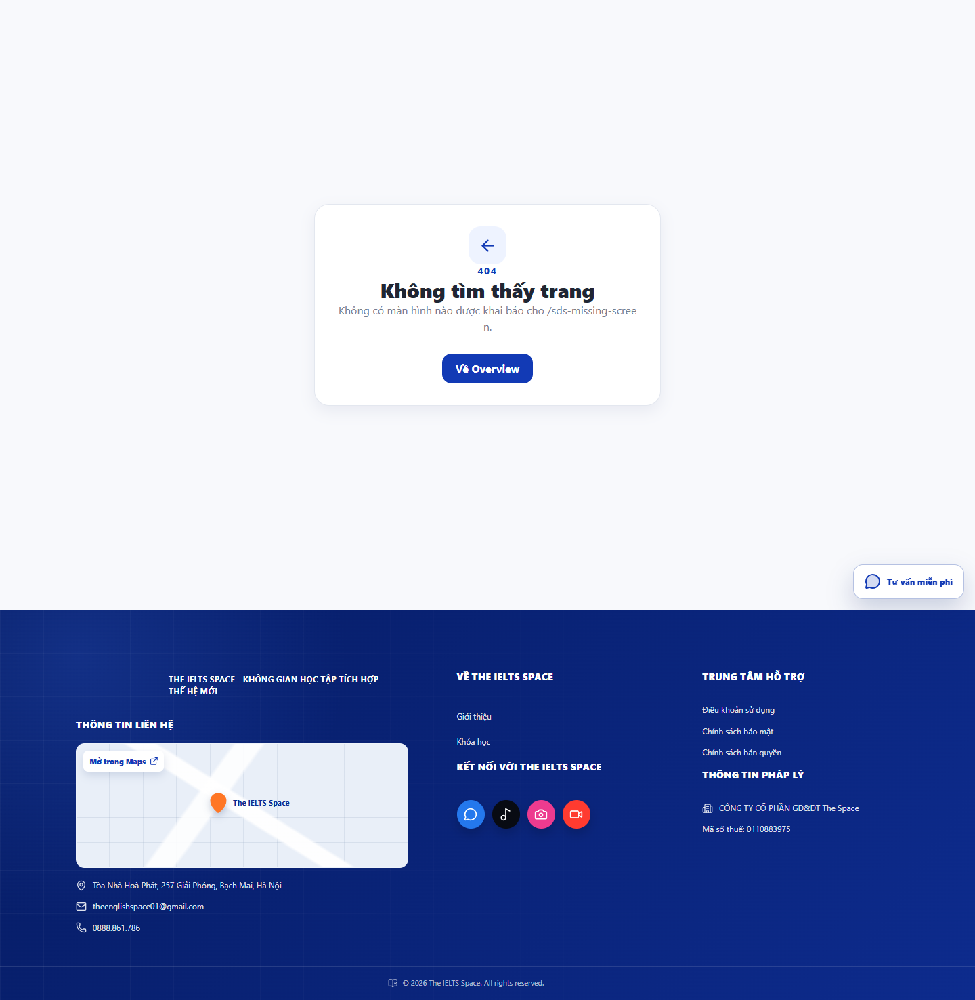 404
Không tìm thấy trang
Không có màn hình nào được khai báo cho /sds-missing-scree
n.
Về Overview
Tư vấn miễn phí
THE IELTS SPACE - KHÔNG GIAN HỌC TẬP TÍCH HỢP
THẾ HỆ MỚI
THÔNG TIN LIÊN HỆ
Mở trong Maps
The IELTS Space
Tòa Nhà Hoà Phát, 257 Giải Phóng, Bạch Mai, Hà Nội
theenglishspace01@gmail.com
0888.861.786
VỀ THE IELTS SPACE
Giới thiệu
Khóa học
KẾT NỐI VỚI THE IELTS SPACE
TRUNG TÂM HỖ TRỢ
Điều khoản sử dụng
Chính sách bảo mật
Chính sách bản quyền
THÔNG TIN PHÁP LÝ
CÔNG TY CỔ PHẦN GD&ĐT The Space
Mã số thuế: 0110883975
© 2026 The IELTS Space. All rights reserved.